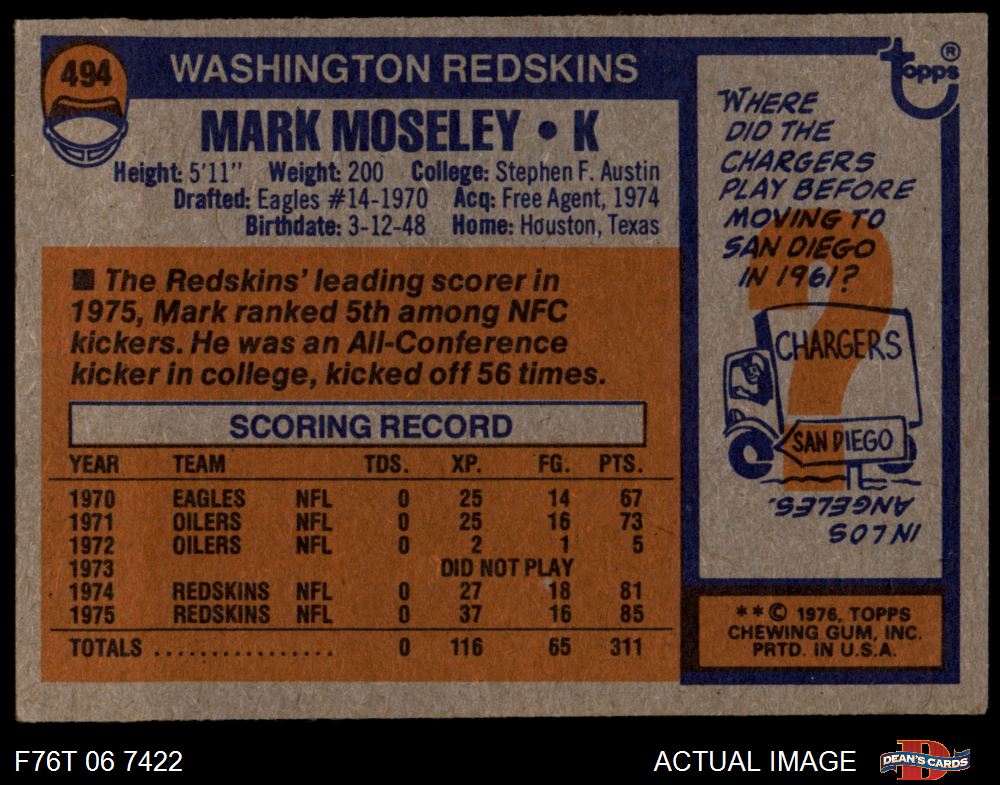 494
WASHINGTON REDSKINS
MARK MOSELEY • K
Height: 5'11" Weight: 200 College: Stephen F. Austin
Drafted: Eagles #14-1970 Acq: Free Agent, 1974
Birthdate: 3-12-48 Home: Houston, Texas
■ The Redskins' leading scorer in
1975, Mark ranked 5th among NFC
kickers. He was an All-Conference
kicker in college, kicked off 56 times.
SCORING RECORD
YEAR TEAM TDS. XP. FG. PTS.
1970 EAGLES NFL 0 25 14 67
1971 OILERS NFL 0 25 16 73
1972 OILERS NFL 0 2 1 5
1973 DID NOT PLAY
1974 REDSKINS NFL 0 27 18 81
1975 REDSKINS NFL 0 37 16 85
TOTALS ................ 0 116 65 311
topps ®
WHERE
DID THE
CHARGERS
PLAY BEFORE
MOVING TO
SAN DIEGO
IN 1961?
?
CHARGERS
SAN DIEGO
IN LOS
ANGELES.
**© 1976, TOPPS
CHEWING GUM, INC.
PRTD. IN U.S.A.
F76T 06 7422
ACTUAL IMAGE
D
DEAN'S CARDS